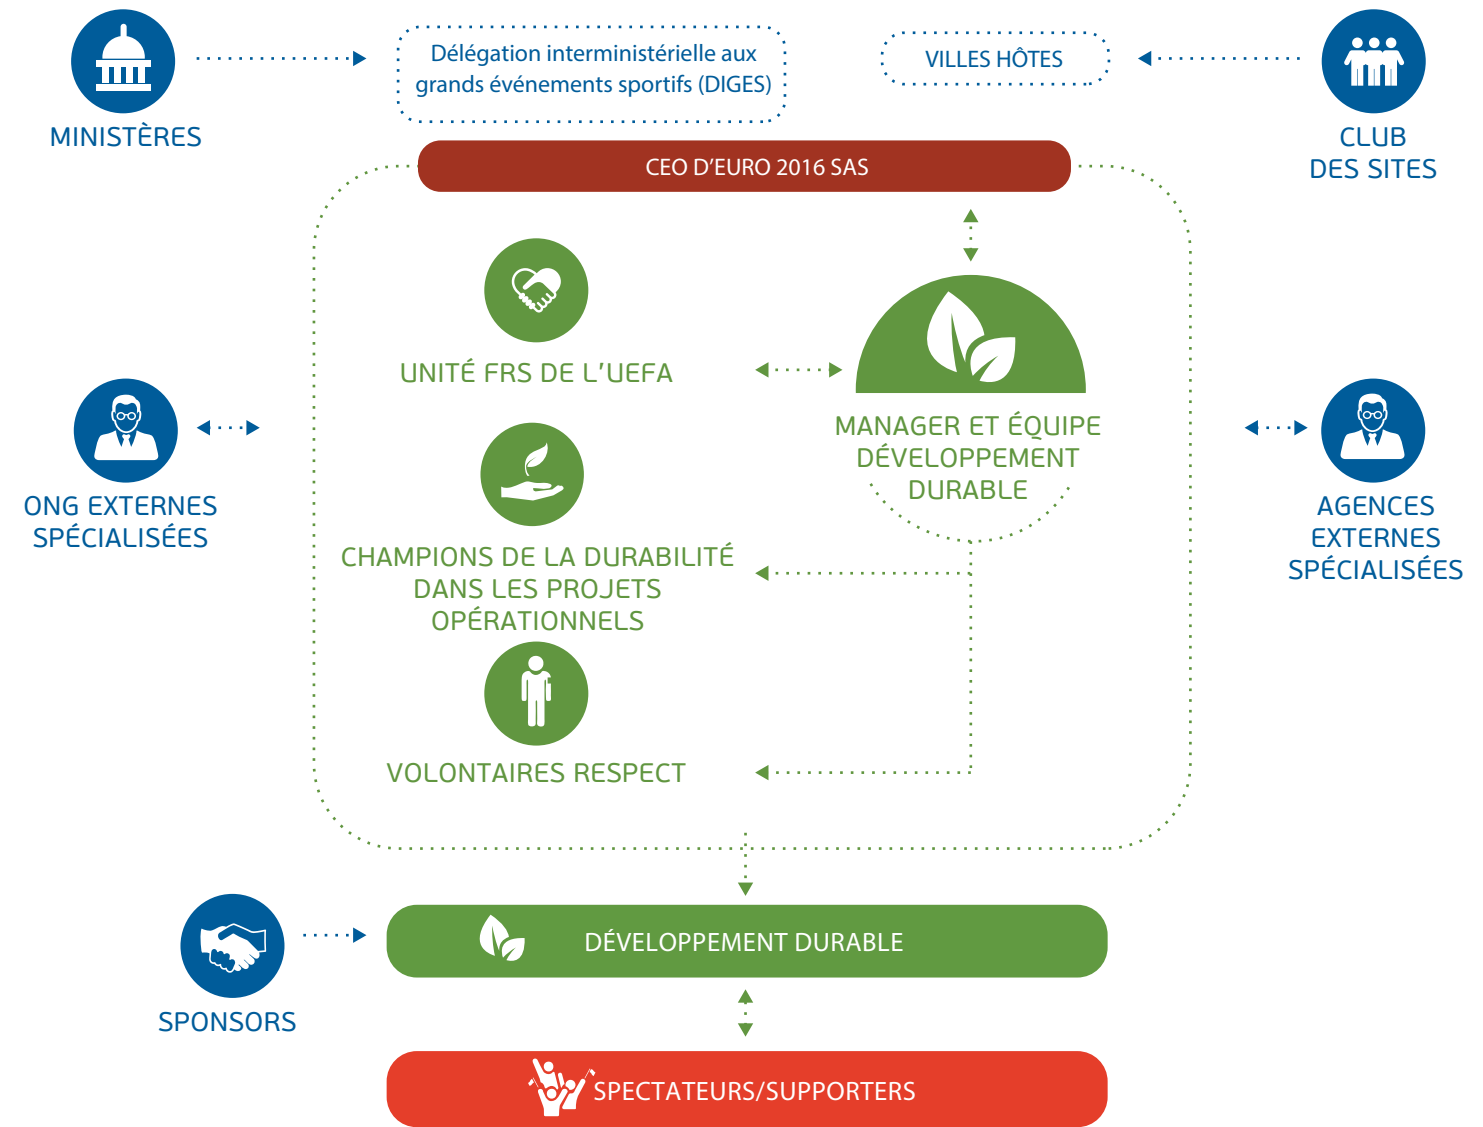 Délégation interministérielle aux
grands événements sportifs (DIGES)
VILLES HÔTES
MINISTÈRES
CLUB
DES SITES
CEO D’EURO 2016 SAS
UNITÉ FRS DE L’UEFA
MANAGER ET ÉQUIPE
DÉVELOPPEMENT
DURABLE
ONG EXTERNES
SPÉCIALISÉES
AGENCES
EXTERNES
SPÉCIALISÉES
CHAMPIONS DE LA DURABILITÉ
DANS LES PROJETS
OPÉRATIONNELS
VOLONTAIRES RESPECT
DÉVELOPPEMENT DURABLE
SPONSORS
SPECTATEURS/SUPPORTERS